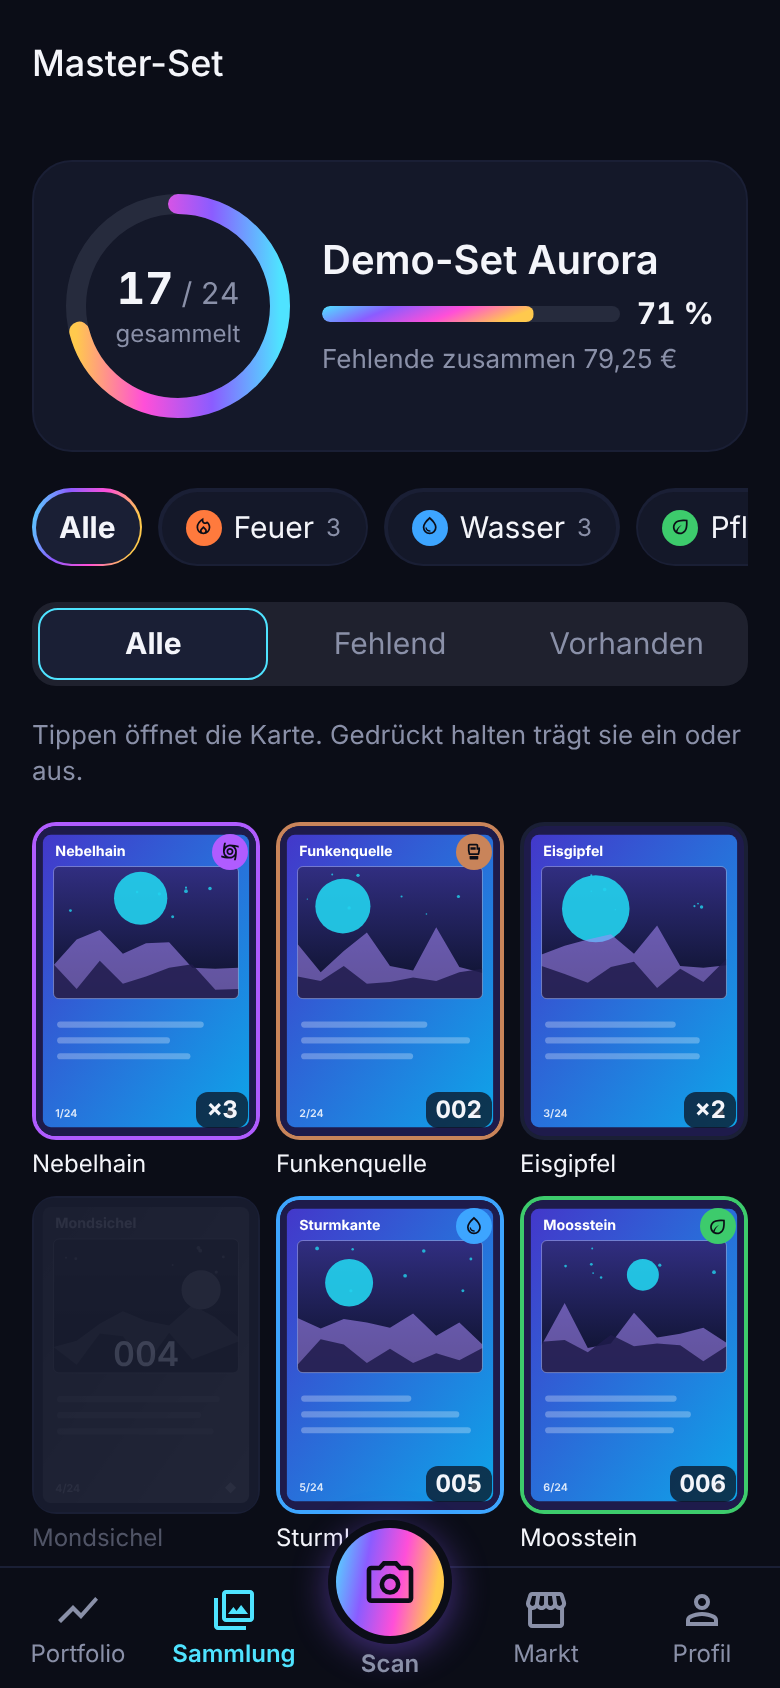 Master-Set
17 / 24
gesammelt
Demo-Set Aurora
71 %
Fehlende zusammen 79,25 €
Alle
Feuer 3
Wasser 3
Pfl
Alle
Fehlend
Vorhanden
Tippen öffnet die Karte. Gedrückt halten trägt sie ein oder
aus.
Nebelhain
1/24
×3
Nebelhain
Funkenquelle
2/24
002
Funkenquelle
Eisgipfel
3/24
×2
Eisgipfel
Mondsichel
004
4/24
Mondsichel
Sturmkante
5/24
005
Sturml
Moosstein
6/24
006
Moosstein
Portfolio
Sammlung
Scan
Markt
Profil